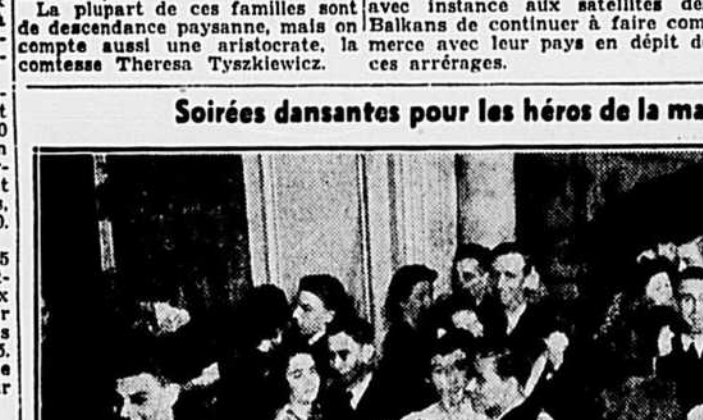 La plupart de ces familles sont
de descendance paysanne, mais on
compte aussi une aristocrate, la
comtesse Theresa Tyszkiewicz.
avec instance aux satellites de
Balkans de continuer à faire com
merce avec leur pays en dépit d
ces arrérages.
Soirées dansantes pour les héros de la ma